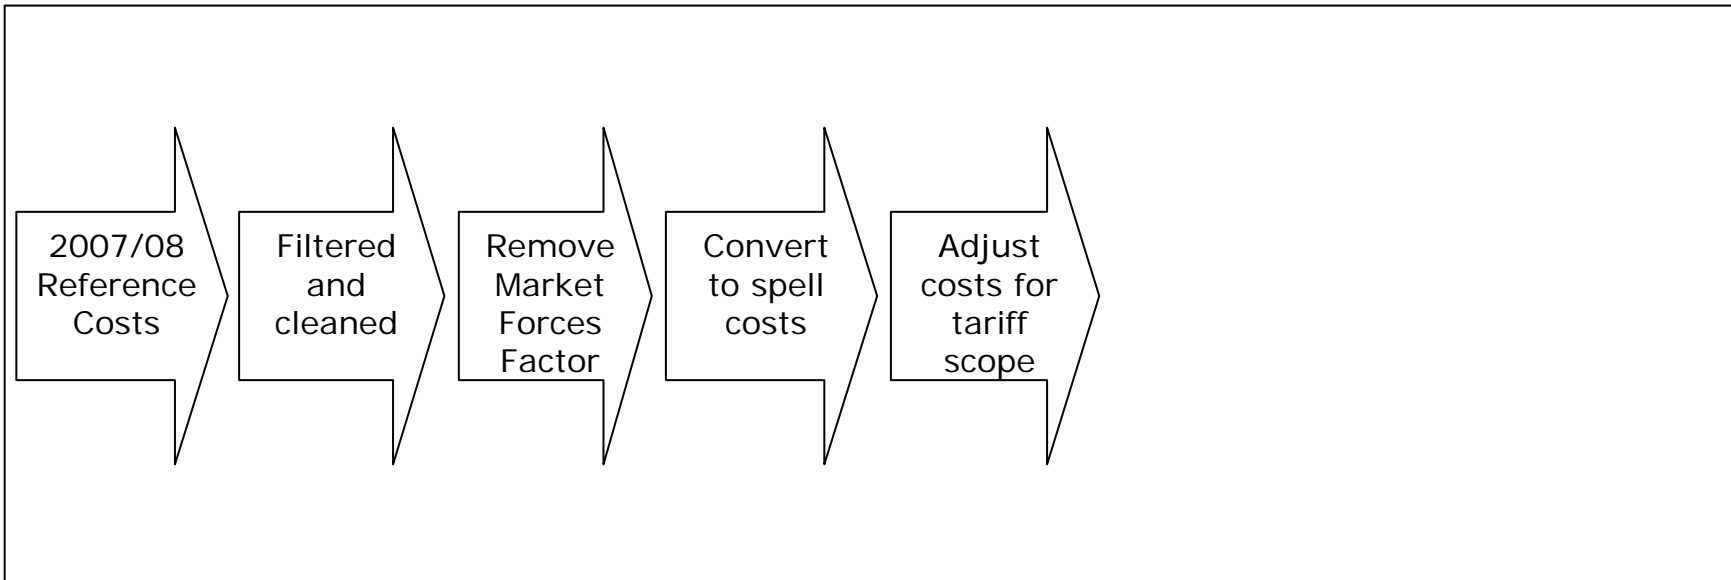 2007/08
Reference
Costs
Filtered
and
cleaned
Remove
Market
Forces
Factor
Convert
to spell
costs
Adjust
costs for
tariff
scope